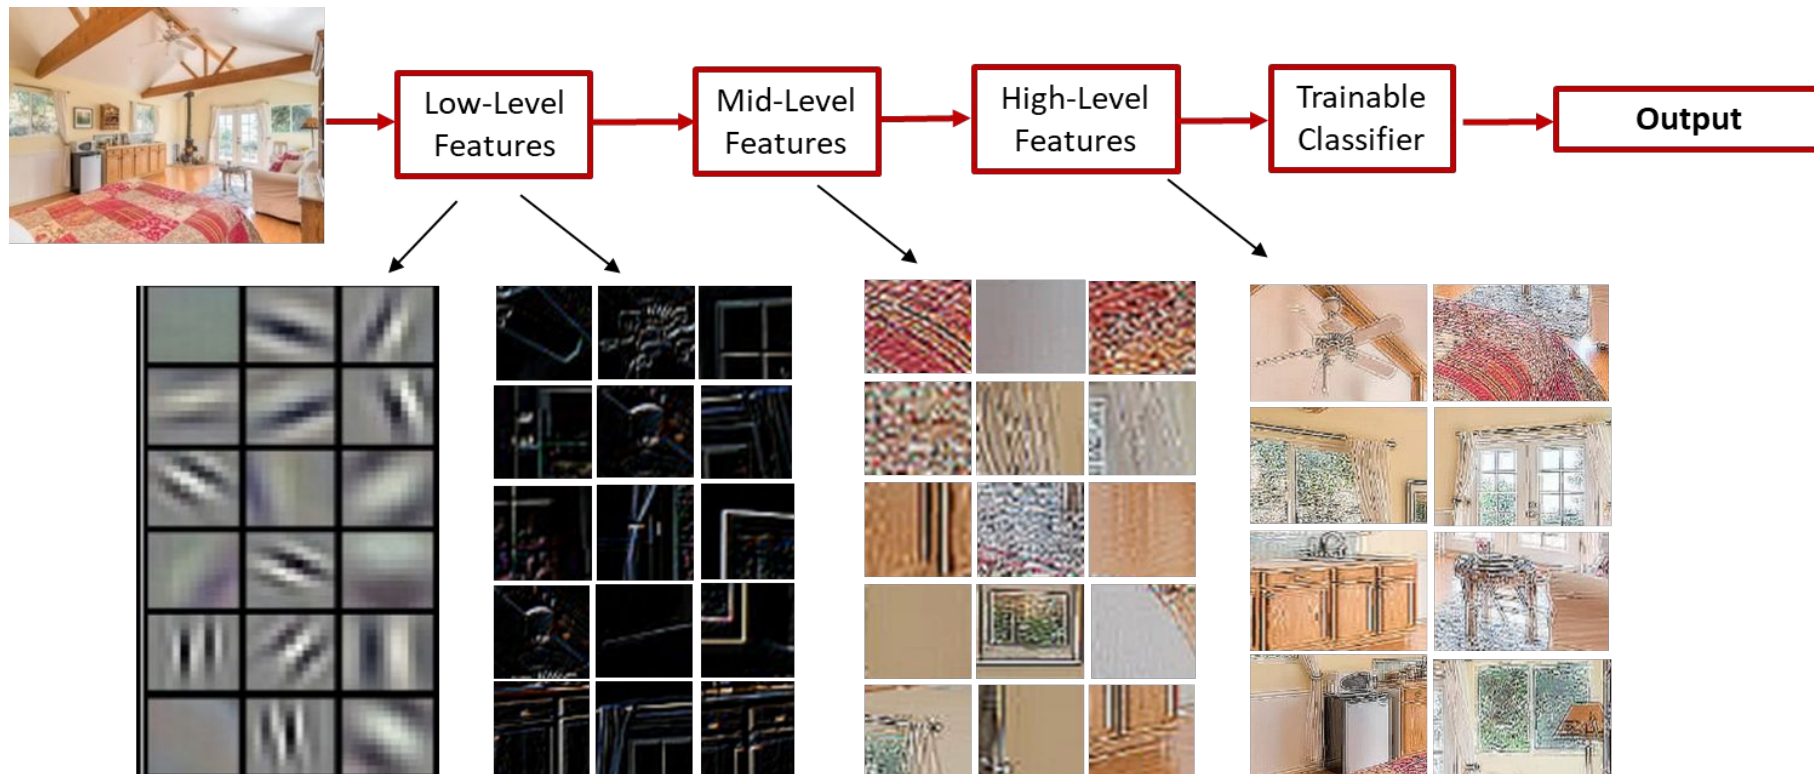 Low-Level
Features
Mid-Level
Features
High-Level
Features
Trainable
Classifier
Output